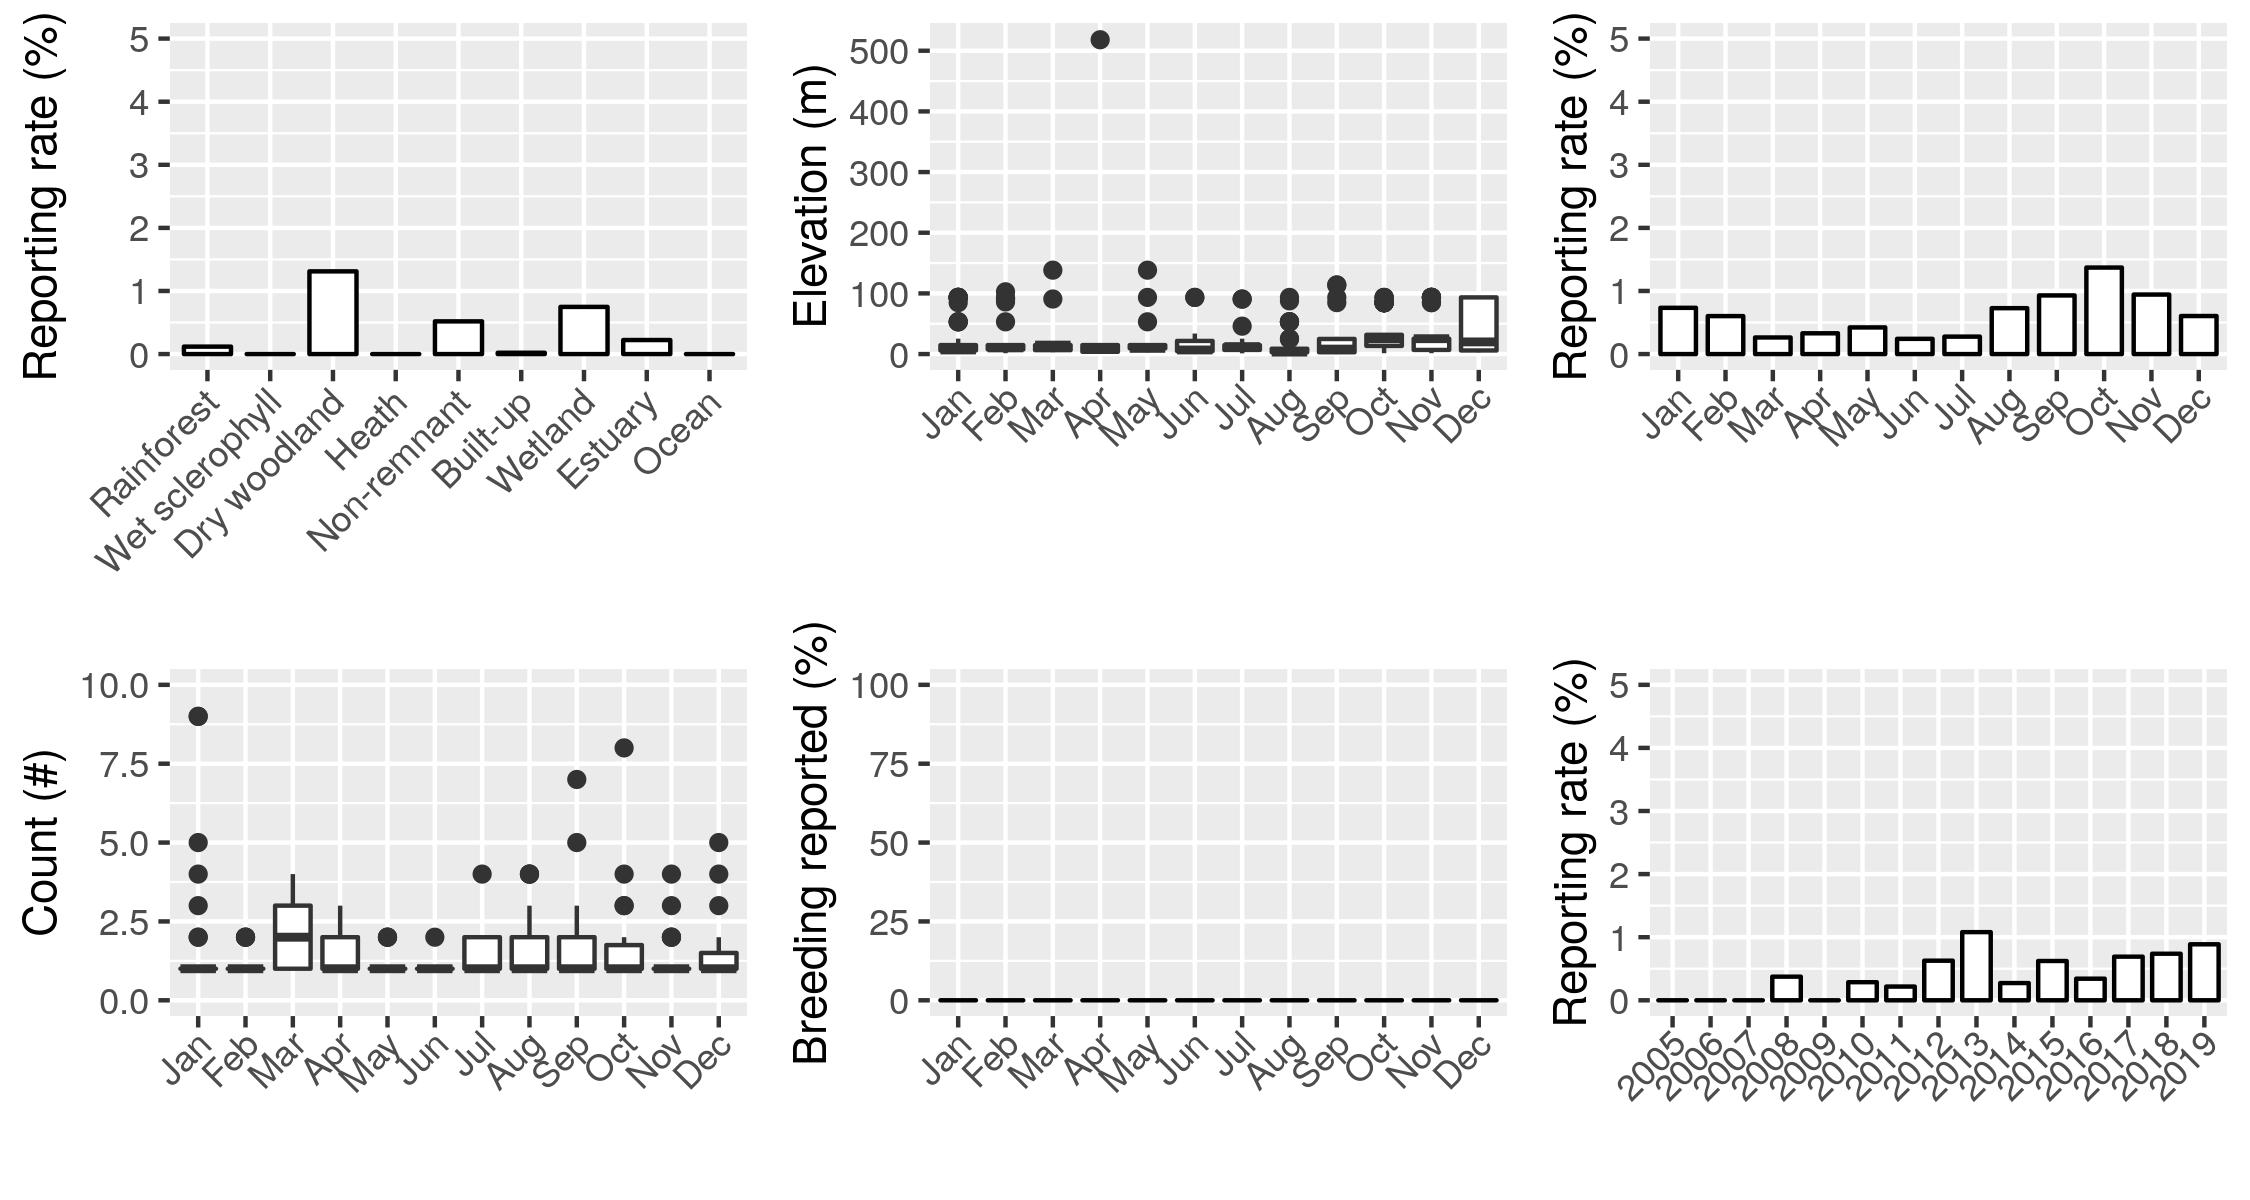 Reporting rate (%)
5
4
3
2
1
0
Rainforest
Wet sclerophyll
Dry woodland
Heath
Non-remnant
Built-up
Wetland
Estuary
Ocean
Elevation (m)
500
400
300
200
100
0
Jan
Feb
Mar
Apr
May
Jun
Jul
Aug
Sep
Oct
Nov
Dec
Reporting rate (%)
5
4
3
2
1
0
Jan
Feb
Mar
Apr
May
Jun
Jul
Aug
Sep
Oct
Nov
Dec
Count (#)
10.0
7.5
5.0
2.5
0.0
Jan
Feb
Mar
Apr
May
Jun
Jul
Aug
Sep
Oct
Nov
Dec
Breeding reported (%)
100
75
50
25
0
Jan
Feb
Mar
Apr
May
Jun
Jul
Aug
Sep
Oct
Nov
Dec
Reporting rate (%)
5
4
3
2
1
0
2005
2006
2007
2008
2009
2010
2011
2012
2013
2014
2015
2016
2017
2018
2019